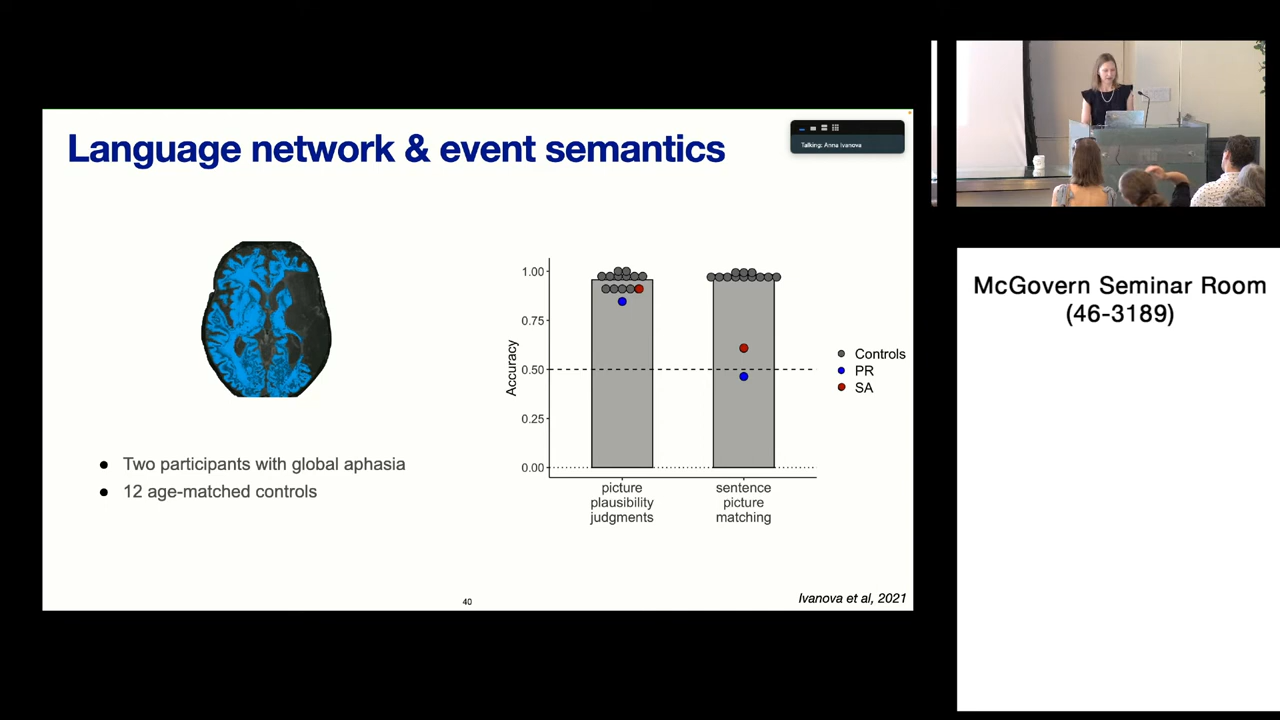 Language network & event semantics
Talking: Anna Ivanova
Two participants with global aphasia
12 age-matched controls
Accuracy
1.00
0.75
0.50
0.25
0.00
picture
plausibility
judgments
sentence
picture
matching
Controls
PR
SA
40
Ivanova et al, 2021
McGovern Seminar Room
(46-3189)